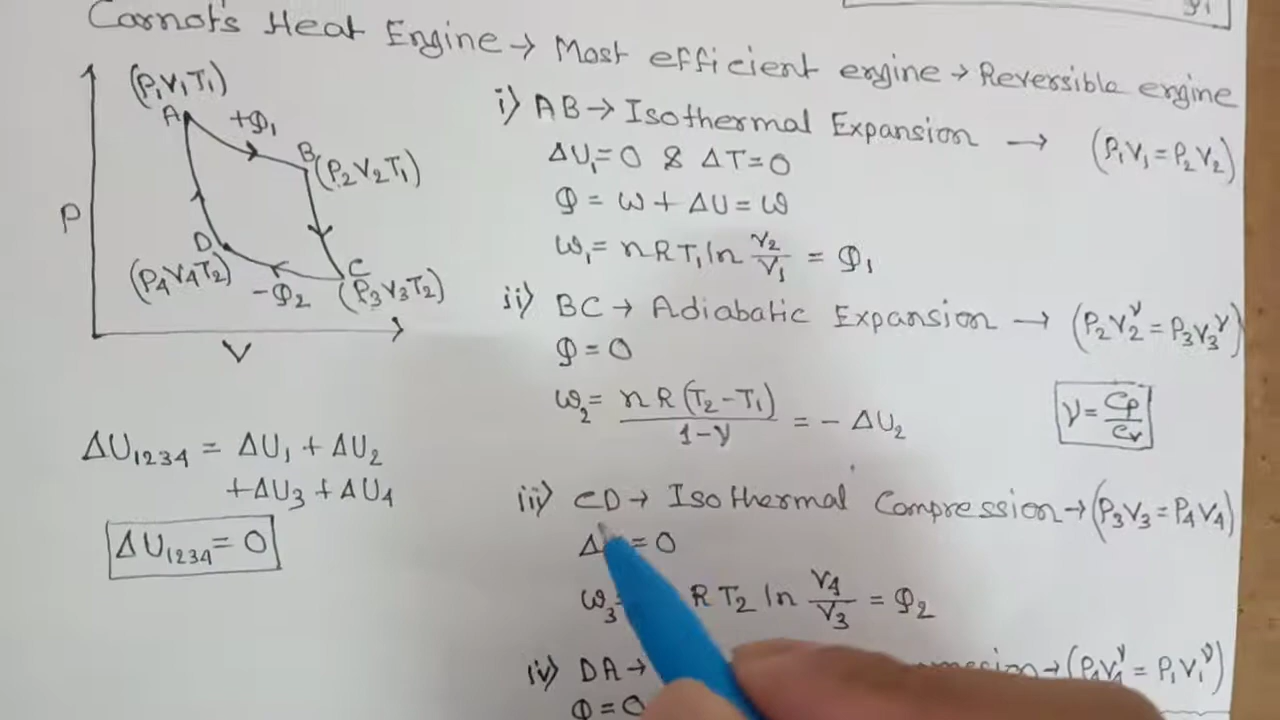 Carnot's Heat Engine → Most efficient engine → Reversible engine
(P₁V₁T₁)
A
+Φ₁
B
(P₂V₂T₁)
P
D
(P₄V₄T₂)
-Φ₂
C
(P₃V₃T₂)
V
ΔU₁₂₃₄ = ΔU₁ + ΔU₂
+ΔU₃ + ΔU₄
ΔU₁₂₃₄ = 0
i) AB → Isothermal Expansion → (P₁V₁ = P₂V₂)
ΔU₁ = 0 & ΔT = 0
Φ = ω + ΔU = ω
ω₁ = nRT₁ ln V₂/V₁ = Φ₁
ii) BC → Adiabatic Expansion → (P₂V₂^γ = P₃V₃^γ)
Φ = 0
ω₂ = nR(T₂-T₁)/1-γ = - ΔU₂
γ = Cp/Cv
iii) CD → Isothermal Compression → (P₃V₃ = P₄V₄)
Δ = 0
ω₃ = RT₂ ln V₄/V₃ = Φ₂
iv) DA → (P₄V₄^γ = P₁V₁^γ)
Φ = 0